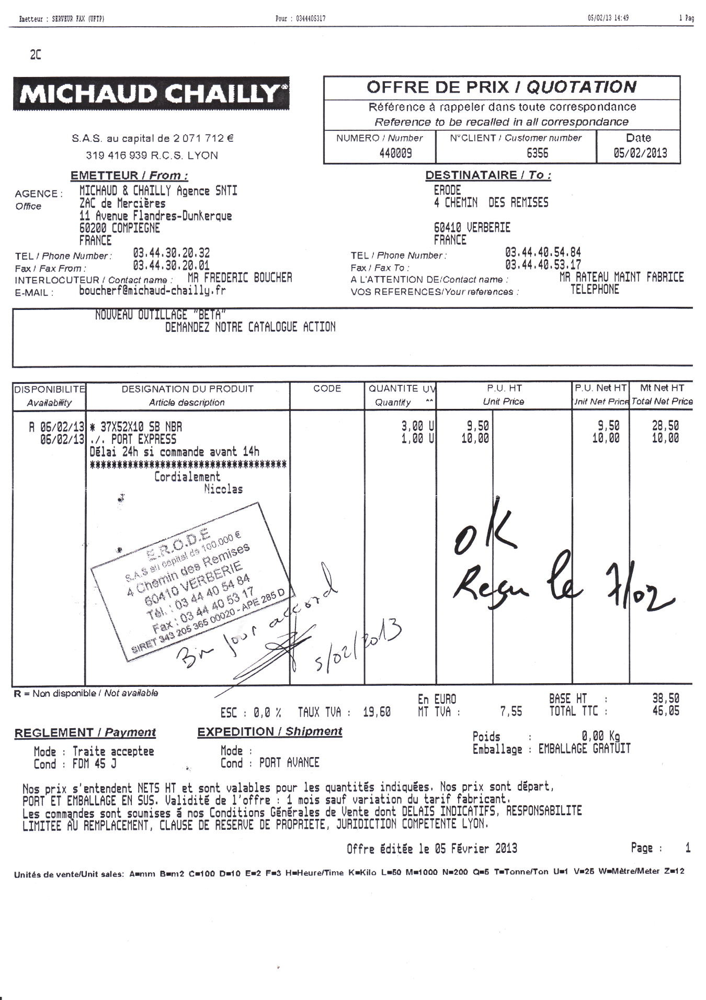 Emetteur : SERVEUR FAX (UFTP) Pour : 0344405317 05/02/13 14:49 1 Pag
2C
MICHAUD CHAILLY®
OFFRE DE PRIX / QUOTATION
Référence à rappeler dans toute correspondance
Reference to be recalled in all correspondance
S.A.S. au capital de 2 071 712 €
319 416 939 R.C.S. LYON
NUMERO / Number N°CLIENT / Customer number Date
440009 6356 05/02/2013
EMETTEUR / From :
AGENCE : MICHAUD & CHAILLY Agence SNTI
Office ZAC de Mercières
11 Avenue Flandres-Dunkerque
60200 COMPIEGNE
FRANCE
TEL / Phone Number : 03.44.30.20.32
Fax / Fax From : 03.44.30.20.01
INTERLOCUTEUR / Contact name : MR FREDERIC BOUCHER
E-MAIL : boucherf@michaud-chailly.fr
DESTINATAIRE / To :
ERODE
4 CHEMIN DES REMISES
60410 VERBERIE
FRANCE
TEL / Phone Number : 03.44.40.54.84
Fax / Fax To : 03.44.40.53.17
A L'ATTENTION DE/Contact name : MR RATEAU MAINT FABRICE
VOS REFERENCES/Your references : TELEPHONE
NOUVEAU OUTILLAGE "BETA"
DEMANDEZ NOTRE CATALOGUE ACTION
DISPONIBILITE DESIGNATION DU PRODUIT CODE QUANTITE UV P.U. HT P.U. Net HT Mt Net HT
Availability Article description Quantity ^^ Unit Price Unit Net Price Total Net Price
R 06/02/13 * 37X52X10 SB NBR 3,00 U 9,50 9,50 28,50
06/02/13 ./. PORT EXPRESS 1,00 U 10,00 10,00 10,00
Délai 24h si commande avant 14h
************************************
Cordialement
Nicolas
E.R.O.D.E
S.A.S au capital de 100.000 €
4 Chemin des Remises
60410 VERBERIE
Tél. : 03 44 40 54 84
Fax : 03 44 40 53 17
SIRET 343 205 365 00020 - APE 285 D
Bon pour accord
5/02/2013
OK
Reçu le 7/02
R = Non disponible / Not available
En EURO BASE HT : 38,50
ESC : 0,0 % TAUX TVA : 19,60 MT TVA : 7,55 TOTAL TTC : 46,05
REGLEMENT / Payment
Mode : Traite acceptee
Cond : FDM 45 J
EXPEDITION / Shipment
Mode :
Cond : PORT AVANCE
Poids : 0,00 Kg
Emballage : EMBALLAGE GRATUIT
Nos prix s'entendent NETS HT et sont valables pour les quantités indiquées. Nos prix sont départ,
PORT ET EMBALLAGE EN SUS. Validité de l'offre : 1 mois sauf variation du tarif fabricant.
Les commandes sont soumises à nos Conditions Générales de Vente dont DELAIS INDICATIFS, RESPONSABILITE
LIMITEE AU REMPLACEMENT, CLAUSE DE RESERVE DE PROPRIETE, JURIDICTION COMPETENTE LYON.
Offre éditée le 05 Février 2013 Page : 1
Unités de vente/Unit sales: A=mm B=m2 C=100 D=10 E=2 F=3 H=Heure/Time K=Kilo L=50 M=1000 N=200 Q=5 T=Tonne/Ton U=1 V=25 W=Mètre/Meter Z=12